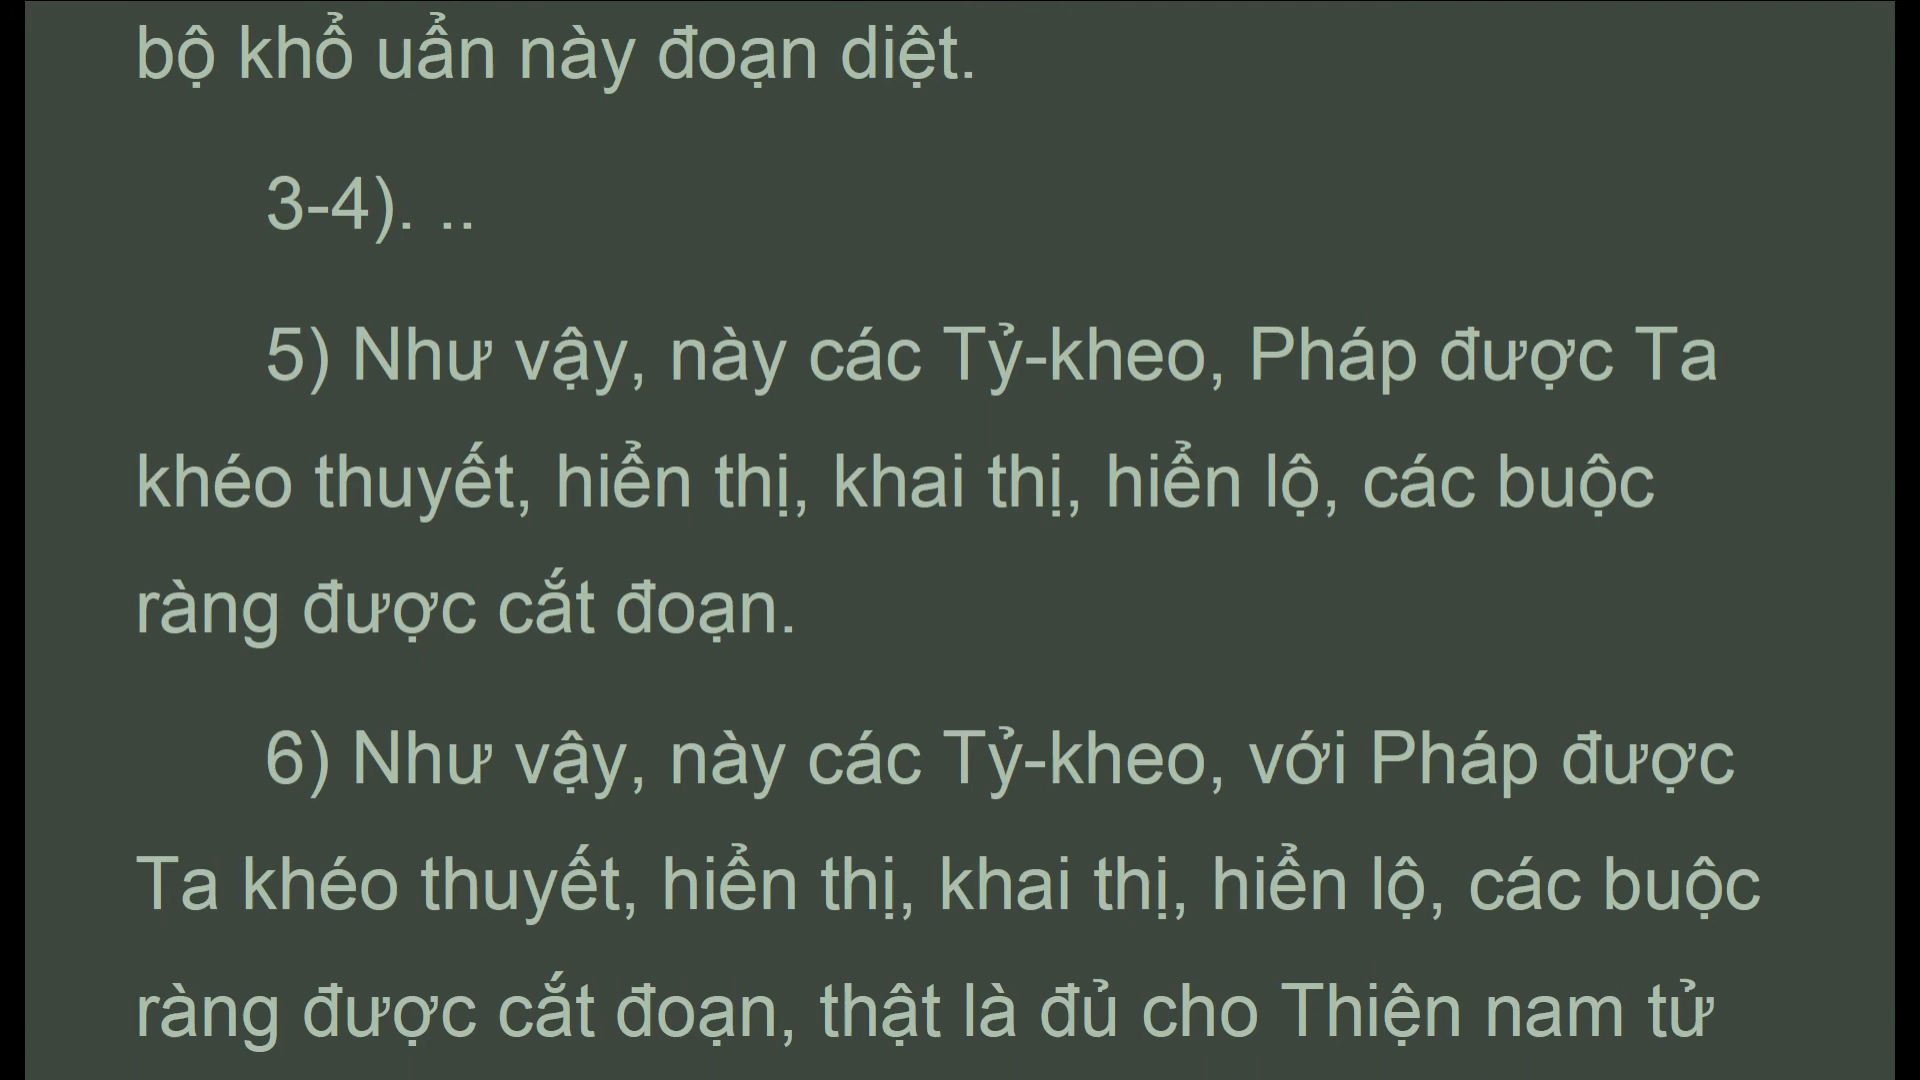 bộ khổ uẩn này đoạn diệt.
3-4). ..
5) Như vậy, này các Tỷ-kheo, Pháp được Ta
khéo thuyết, hiển thị, khai thị, hiển lộ, các buộc
ràng được cắt đoạn.
6) Như vậy, này các Tỷ-kheo, với Pháp được
Ta khéo thuyết, hiển thị, khai thị, hiển lộ, các buộc
ràng được cắt đoạn, thật là đủ cho Thiện nam tử